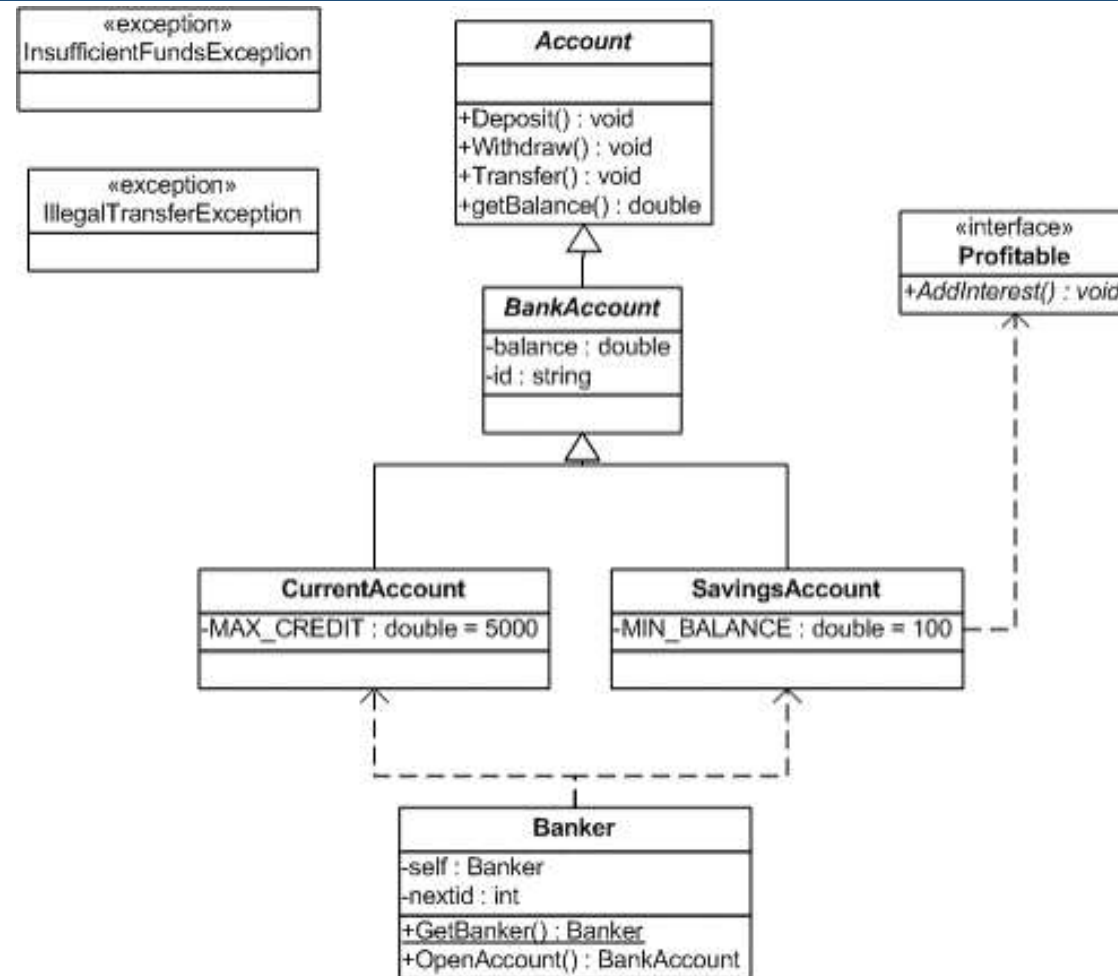 «exception»
InsufficientFundsException
«exception»
IllegalTransferException
Account
+Deposit() : void
+Withdraw() : void
+Transfer() : void
+getBalance() : double
«interface»
Profitable
+AddInterest() : void
BankAccount
-balance : double
-id : string
CurrentAccount
-MAX_CREDIT : double = 5000
SavingsAccount
-MIN_BALANCE : double = 100
Banker
-self : Banker
-nextid : int
+GetBanker() : Banker
+OpenAccount() : BankAccount